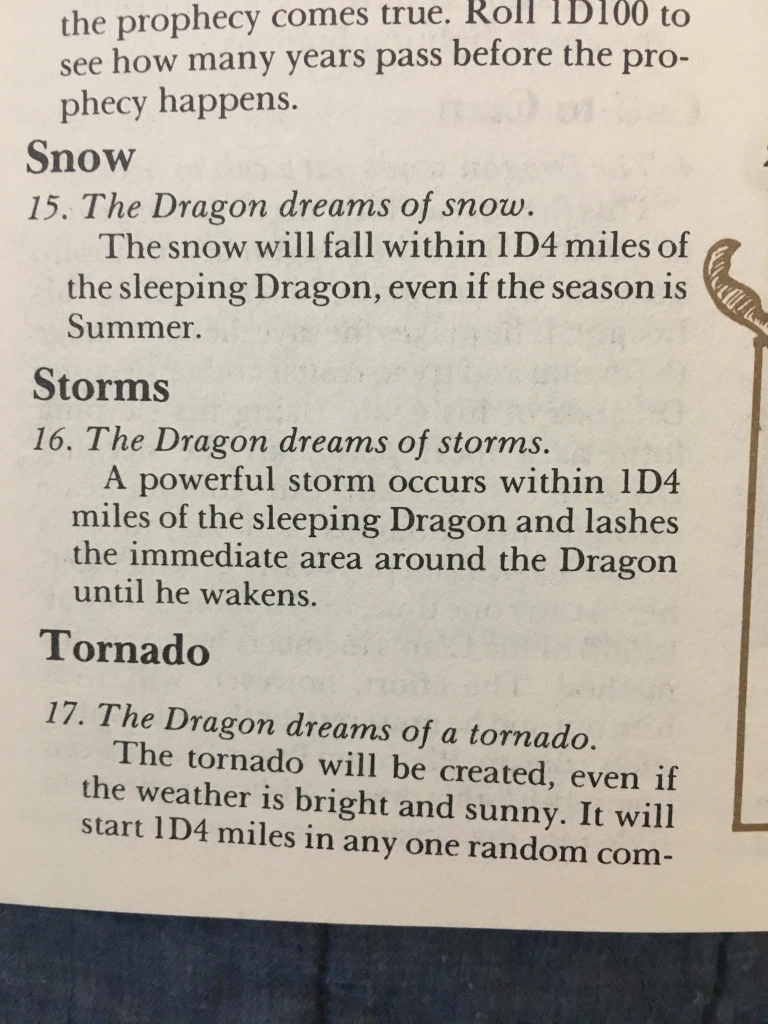 the prophecy comes true. Roll 1D100 to
see how many years pass before the pro-
phecy happens.
Snow
15. The Dragon dreams of snow.
The snow will fall within 1D4 miles of
the sleeping Dragon, even if the season is
Summer.
Storms
16. The Dragon dreams of storms.
A powerful storm occurs within 1D4
miles of the sleeping Dragon and lashes
the immediate area around the Dragon
until he wakens.
Tornado
17. The Dragon dreams of a tornado.
The tornado will be created, even if
the weather is bright and sunny. It will
start 1D4 miles in any one random com-